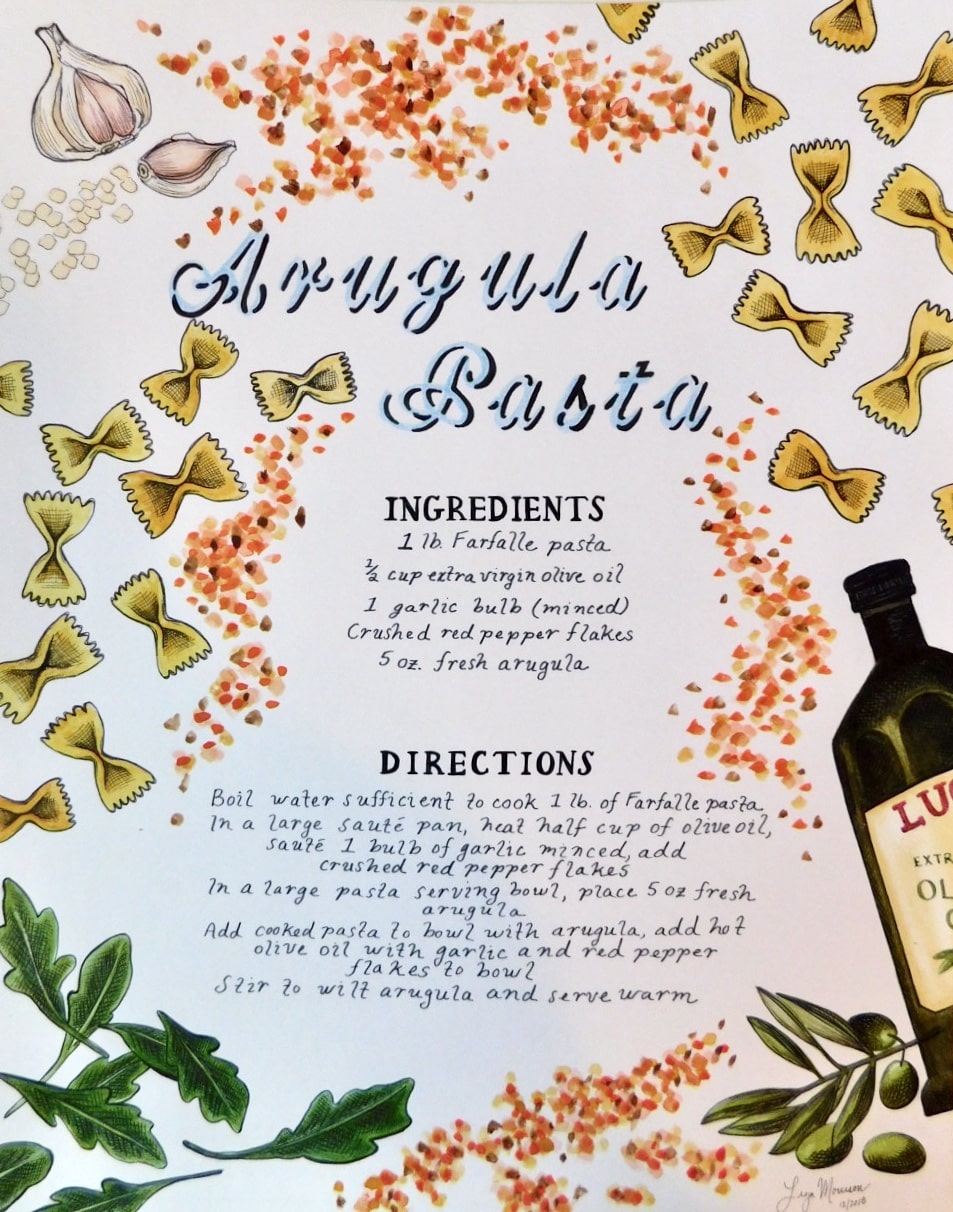 Arugula
Pasta
INGREDIENTS
1 lb. Farfalle pasta
½ cup extra virgin olive oil
1 garlic bulb (minced)
Crushed red pepper flakes
5 oz. fresh arugula
DIRECTIONS
Boil water sufficient to cook 1 lb. of Farfalle pasta
In a large sauté pan, heat half cup of olive oil,
sauté 1 bulb of garlic minced, add
crushed red pepper flakes
In a large pasta serving bowl, place 5 oz fresh
arugula
Add cooked pasta to bowl with arugula, add hot
olive oil with garlic and red pepper
flakes to bowl
Stir to wilt arugula and serve warm
LU
EXTR
OL